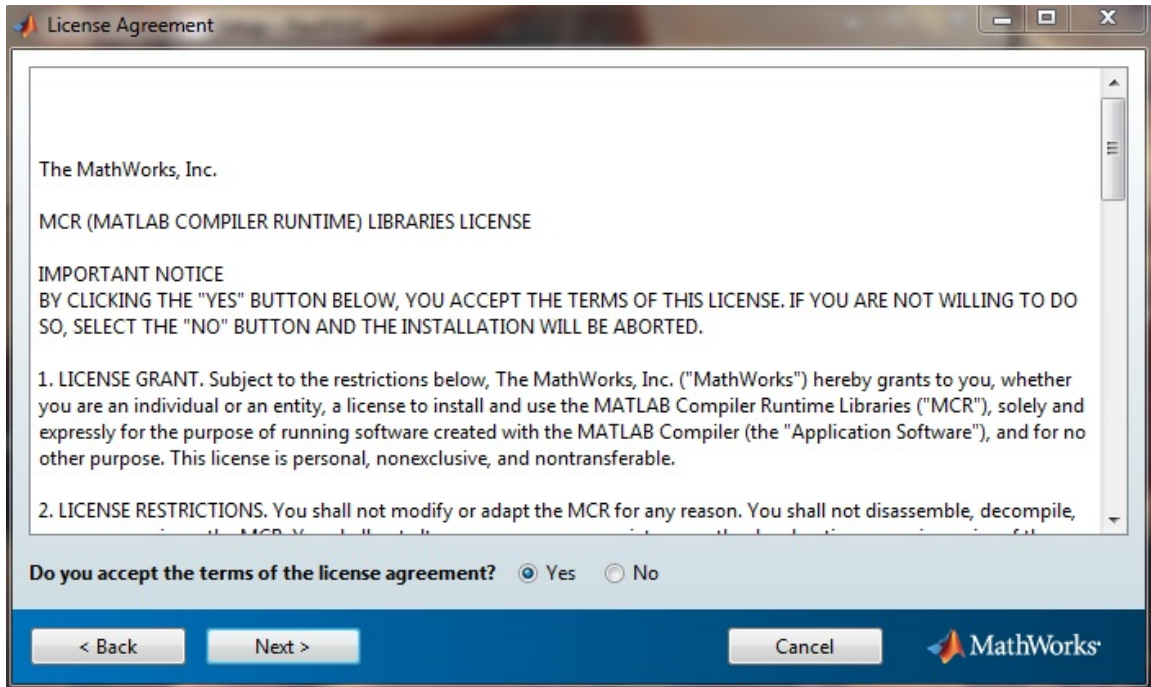 License Agreement
The MathWorks, Inc.
MCR (MATLAB COMPILER RUNTIME) LIBRARIES LICENSE
IMPORTANT NOTICE
BY CLICKING THE "YES" BUTTON BELOW, YOU ACCEPT THE TERMS OF THIS LICENSE. IF YOU ARE NOT WILLING TO DO
SO, SELECT THE "NO" BUTTON AND THE INSTALLATION WILL BE ABORTED.
1. LICENSE GRANT. Subject to the restrictions below, The MathWorks, Inc. ("MathWorks") hereby grants to you, whether
you are an individual or an entity, a license to install and use the MATLAB Compiler Runtime Libraries ("MCR"), solely and
expressly for the purpose of running software created with the MATLAB Compiler (the "Application Software"), and for no
other purpose. This license is personal, nonexclusive, and nontransferable.
2. LICENSE RESTRICTIONS. You shall not modify or adapt the MCR for any reason. You shall not disassemble, decompile,
Do you accept the terms of the license agreement? Yes No
< Back Next > Cancel MathWorks